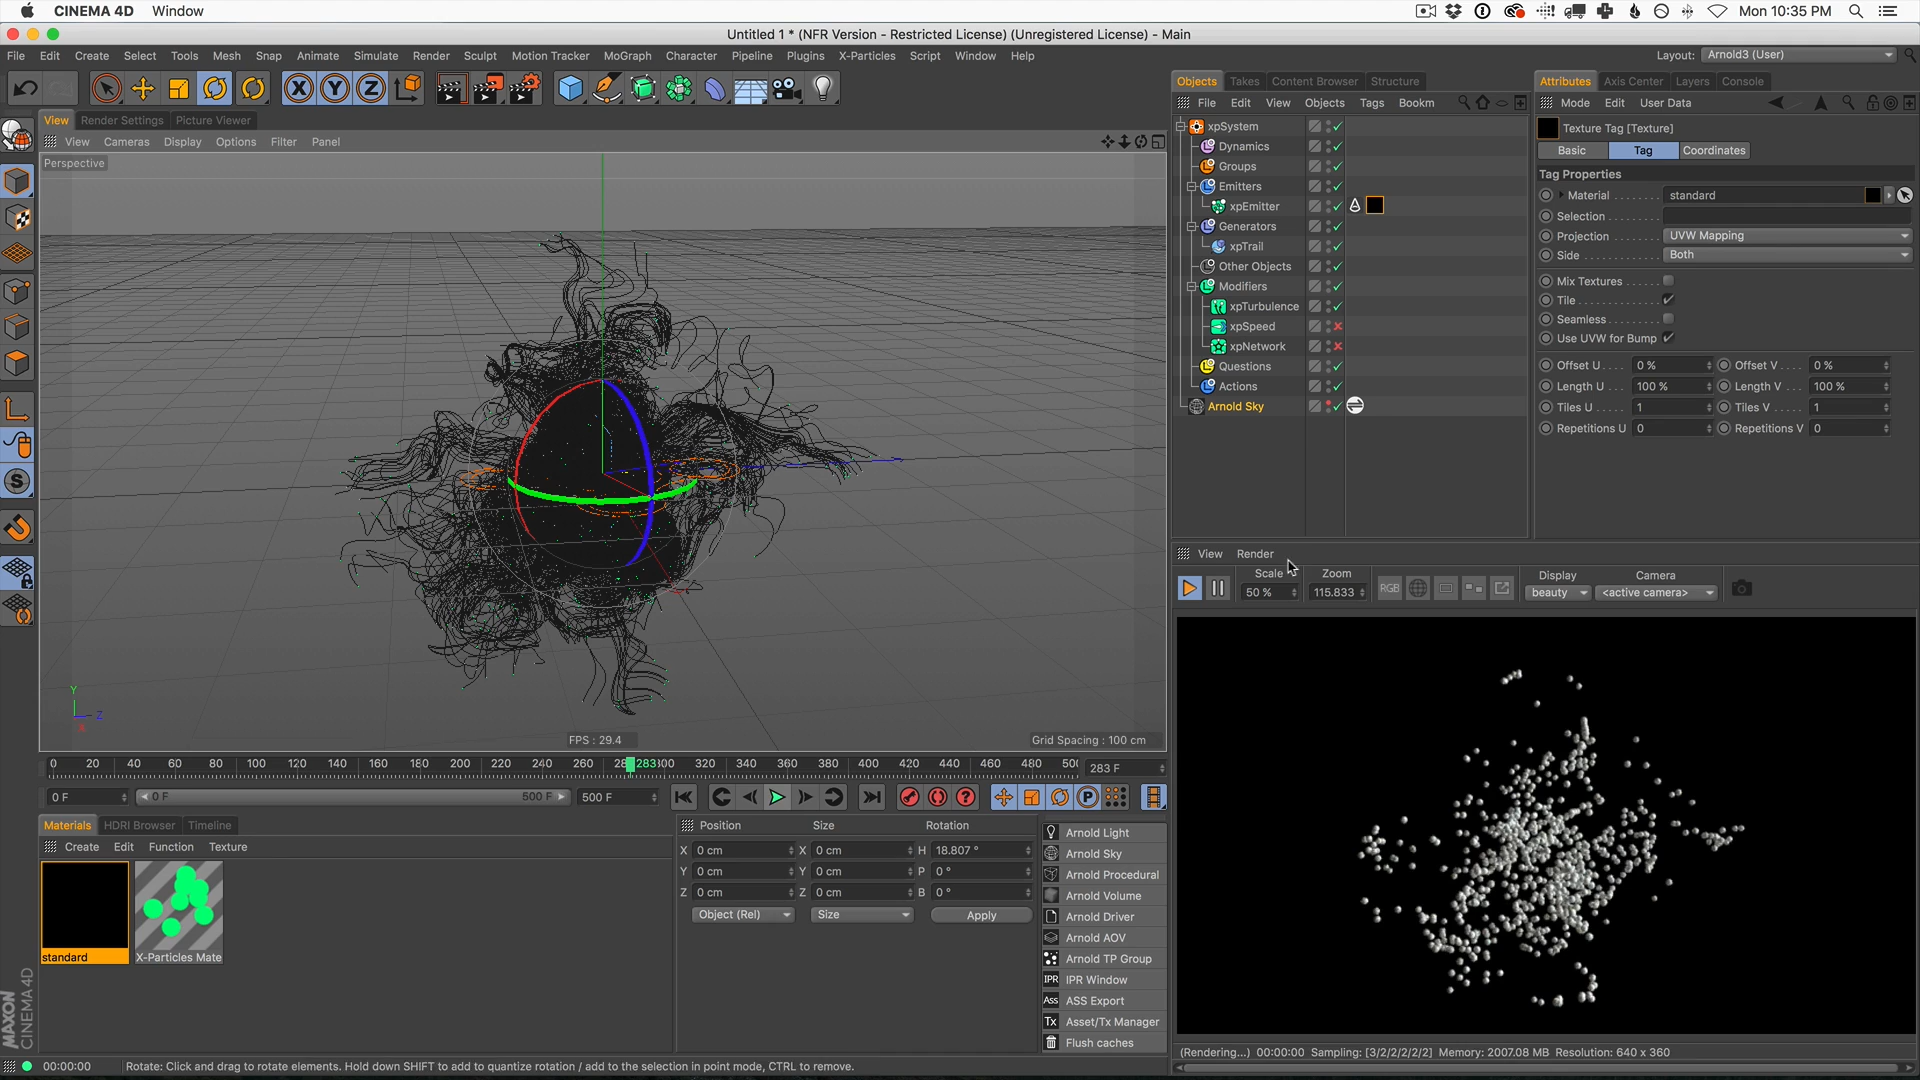 CINEMA 4D Window
Mon 10:35 PM
Untitled 1 * (NFR Version - Restricted License) (Unregistered License) - Main
File Edit Create Select Tools Mesh Snap Animate Simulate Render Sculpt Motion Tracker MoGraph Character Pipeline Plugins X-Particles Script Window Help
Layout: Arnold3 (User)
X Y Z
View Render Settings Picture Viewer
View Cameras Display Options Filter Panel
Perspective
Y
Z
FPS : 29.4
Grid Spacing : 100 cm
Objects Takes Content Browser Structure
File Edit View Objects Tags Bookm
xpSystem
Dynamics
Groups
Emitters
xpEmitter
Generators
xpTrail
Other Objects
Modifiers
xpTurbulence
xpSpeed
xpNetwork
Questions
Actions
Arnold Sky
Attributes Axis Center Layers Console
Mode Edit User Data
Texture Tag [Texture]
Basic Tag Coordinates
Tag Properties
Material standard
Selection
Projection UVW Mapping
Side Both
Mix Textures
Tile
Seamless
Use UVW for Bump
Offset U 0 % Offset V 0 %
Length U 100 % Length V 100 %
Tiles U 1 Tiles V 1
Repetitions U 0 Repetitions V 0
View Render
Scale Zoom Display Camera
50 % 115.833 RGB beauty <active camera>
(Rendering...) 00:00:00 Sampling: [3/2/2/2/2/2] Memory: 2007.08 MB Resolution: 640 x 360
0 20 40 60 80 100 120 140 160 180 200 220 240 260 283 320 340 360 380 400 420 440 460 480
283 F
0 F 0 F 500 F 500 F
Materials HDRI Browser Timeline
Create Edit Function Texture
standard
X-Particles Mate
Position Size Rotation
X 0 cm X 0 cm H 18.807 °
Y 0 cm Y 0 cm P 0 °
Z 0 cm Z 0 cm B 0 °
Object (Rel) Size Apply
Arnold Light
Arnold Sky
Arnold Procedural
Arnold Volume
Arnold Driver
Arnold AOV
Arnold TP Group
IPR IPR Window
Ass ASS Export
Tx Asset/Tx Manager
Flush caches
MAXON
CINEMA 4D
00:00:00 Rotate: Click and drag to rotate elements. Hold down SHIFT to add to quantize rotation / add to the selection in point mode, CTRL to remove.